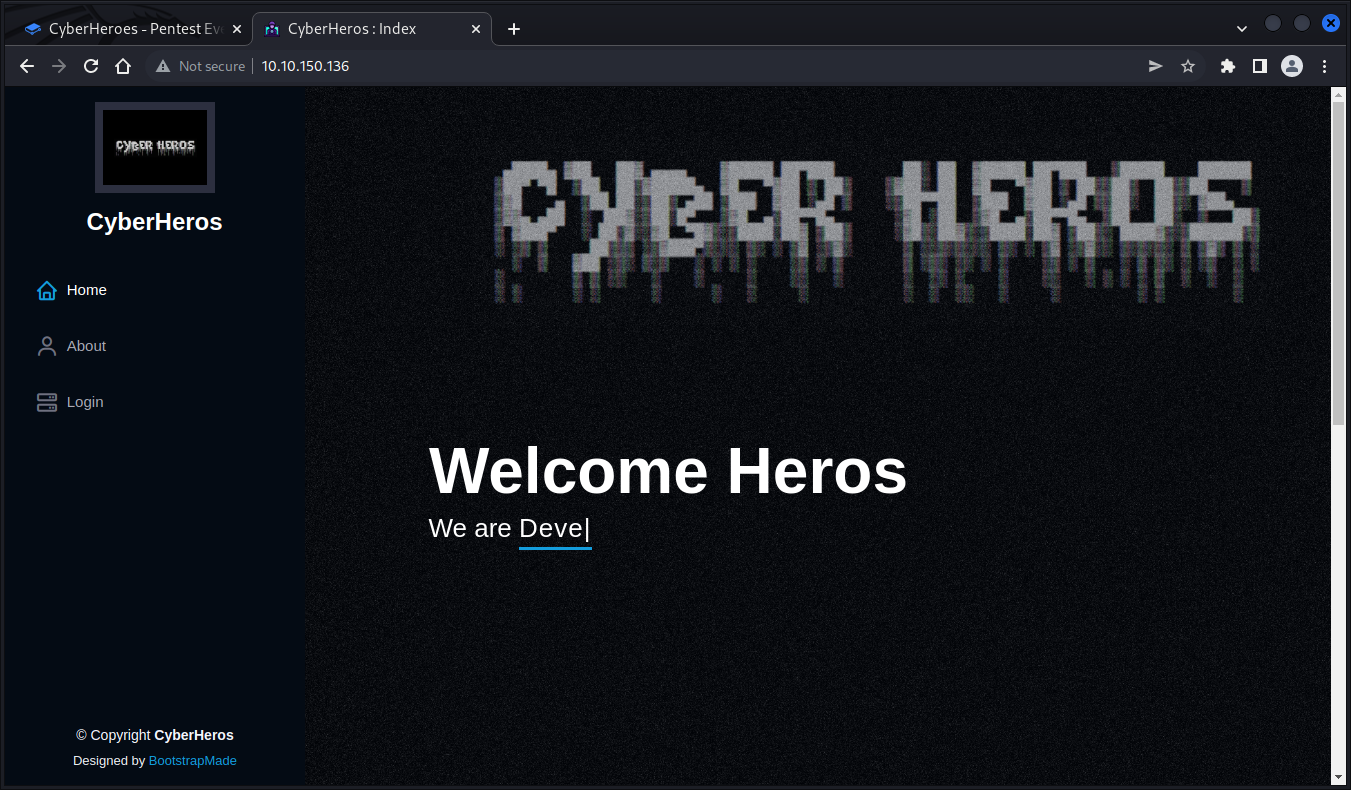 CyberHeroes - Pentest Eve
CyberHeros : Index
Not secure 10.10.150.136
CYBER HEROS
CyberHeros
Home
About
Login
CYBER HEROS
Welcome Heros
We are Deve|
© Copyright CyberHeros
Designed by BootstrapMade